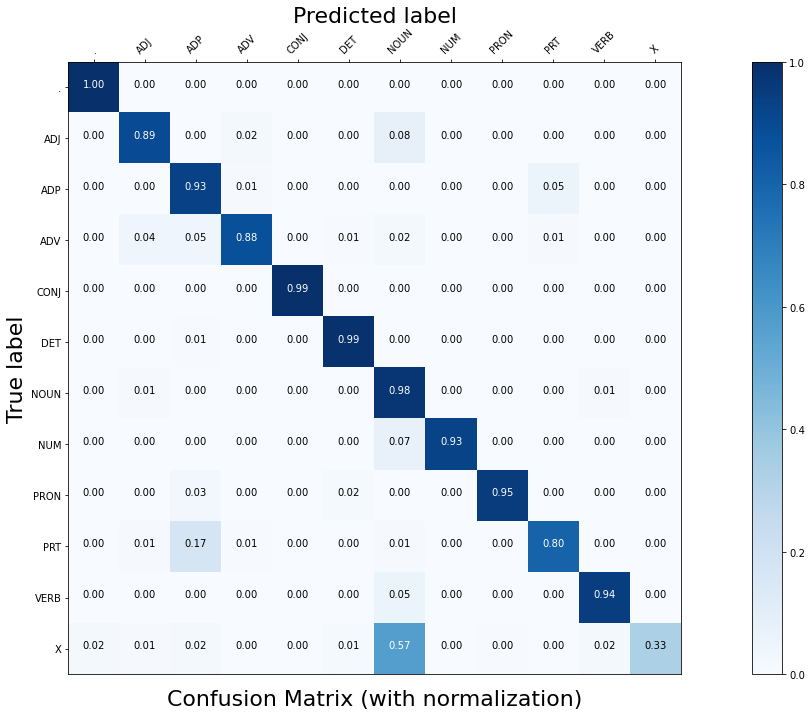 Predicted label
. ADJ ADP ADV CONJ DET NOUN NUM PRON PRT VERB X
. 1.00 0.00 0.00 0.00 0.00 0.00 0.00 0.00 0.00 0.00 0.00 0.00
ADJ 0.00 0.89 0.00 0.02 0.00 0.00 0.08 0.00 0.00 0.00 0.00 0.00
ADP 0.00 0.00 0.93 0.01 0.00 0.00 0.00 0.00 0.00 0.05 0.00 0.00
ADV 0.00 0.04 0.05 0.88 0.00 0.01 0.02 0.00 0.00 0.01 0.00 0.00
CONJ 0.00 0.00 0.00 0.00 0.99 0.00 0.00 0.00 0.00 0.00 0.00 0.00
DET 0.00 0.00 0.01 0.00 0.00 0.99 0.00 0.00 0.00 0.00 0.00 0.00
NOUN 0.00 0.01 0.00 0.00 0.00 0.00 0.98 0.00 0.00 0.00 0.01 0.00
NUM 0.00 0.00 0.00 0.00 0.00 0.00 0.07 0.93 0.00 0.00 0.00 0.00
PRON 0.00 0.00 0.03 0.00 0.00 0.02 0.00 0.00 0.95 0.00 0.00 0.00
PRT 0.00 0.01 0.17 0.01 0.00 0.00 0.01 0.00 0.00 0.80 0.00 0.00
VERB 0.00 0.00 0.00 0.00 0.00 0.00 0.05 0.00 0.00 0.00 0.94 0.00
X 0.02 0.01 0.02 0.00 0.00 0.01 0.57 0.00 0.00 0.00 0.02 0.33
True label
Confusion Matrix (with normalization)
1.0
0.8
0.6
0.4
0.2
0.0